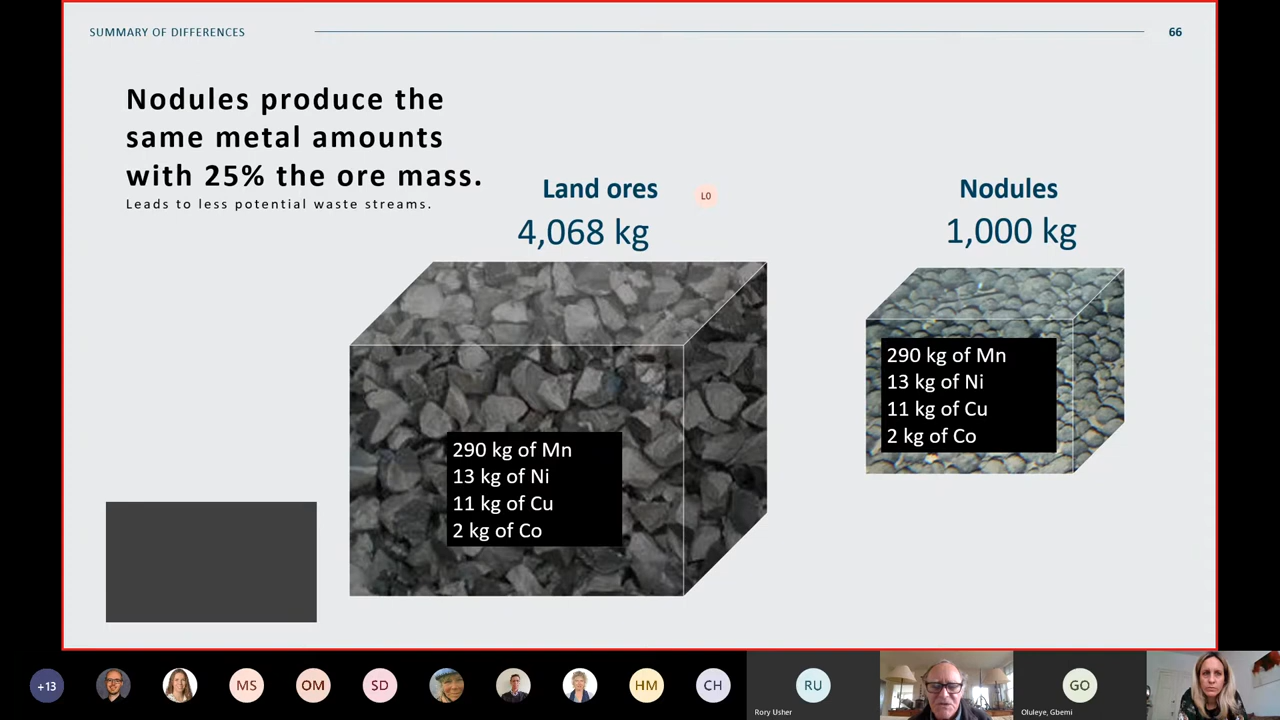 SUMMARY OF DIFFERENCES
66
Nodules produce the
same metal amounts
with 25% the ore mass.
Leads to less potential waste streams.
Land ores
4,068 kg
L0
290 kg of Mn
13 kg of Ni
11 kg of Cu
2 kg of Co
Nodules
1,000 kg
290 kg of Mn
13 kg of Ni
11 kg of Cu
2 kg of Co
+13
MS
OM
SD
HM
CH
RU
Rory Usher
GO
Oluleye, Gbemi